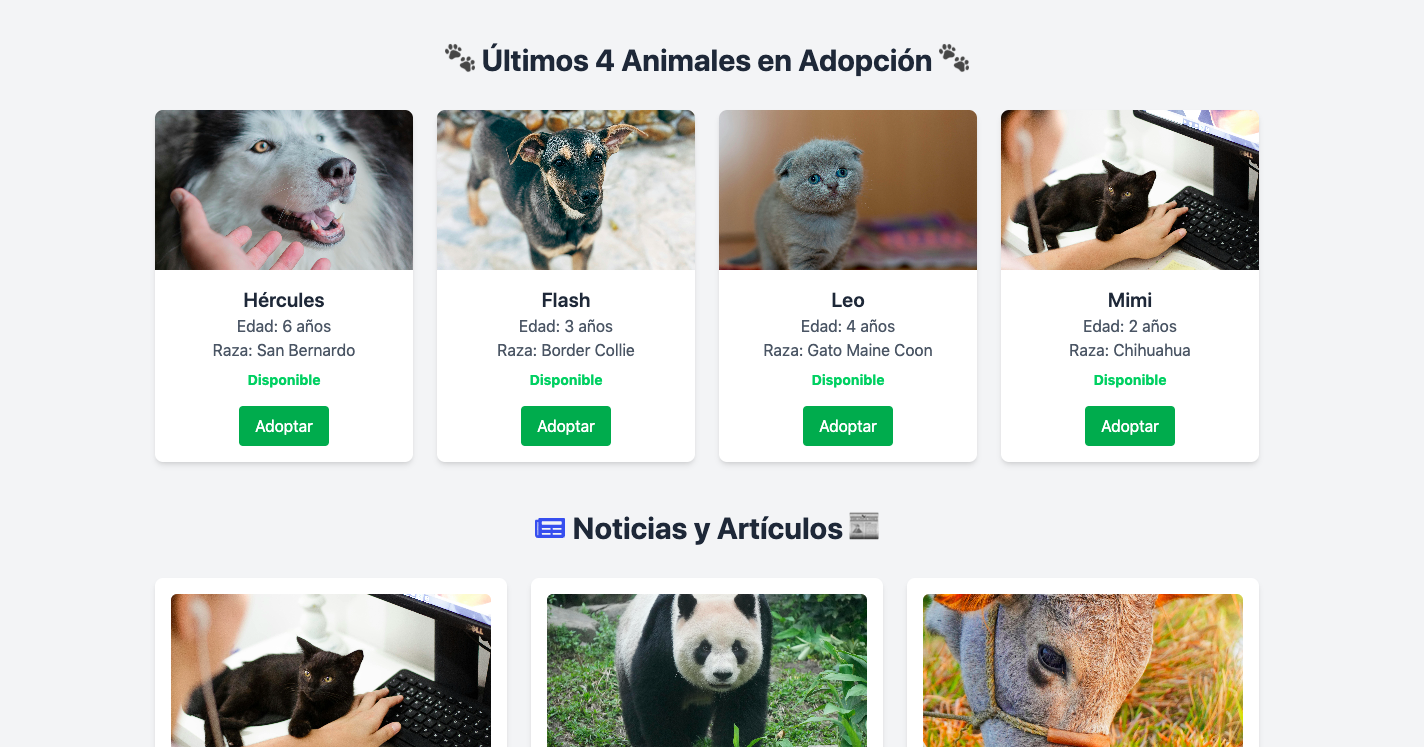 Últimos 4 Animales en Adopción
Hércules
Edad: 6 años
Raza: San Bernardo
Disponible
Adoptar
Flash
Edad: 3 años
Raza: Border Collie
Disponible
Adoptar
Leo
Edad: 4 años
Raza: Gato Maine Coon
Disponible
Adoptar
DELL
Mimi
Edad: 2 años
Raza: Chihuahua
Disponible
Adoptar
Noticias y Artículos
DELL